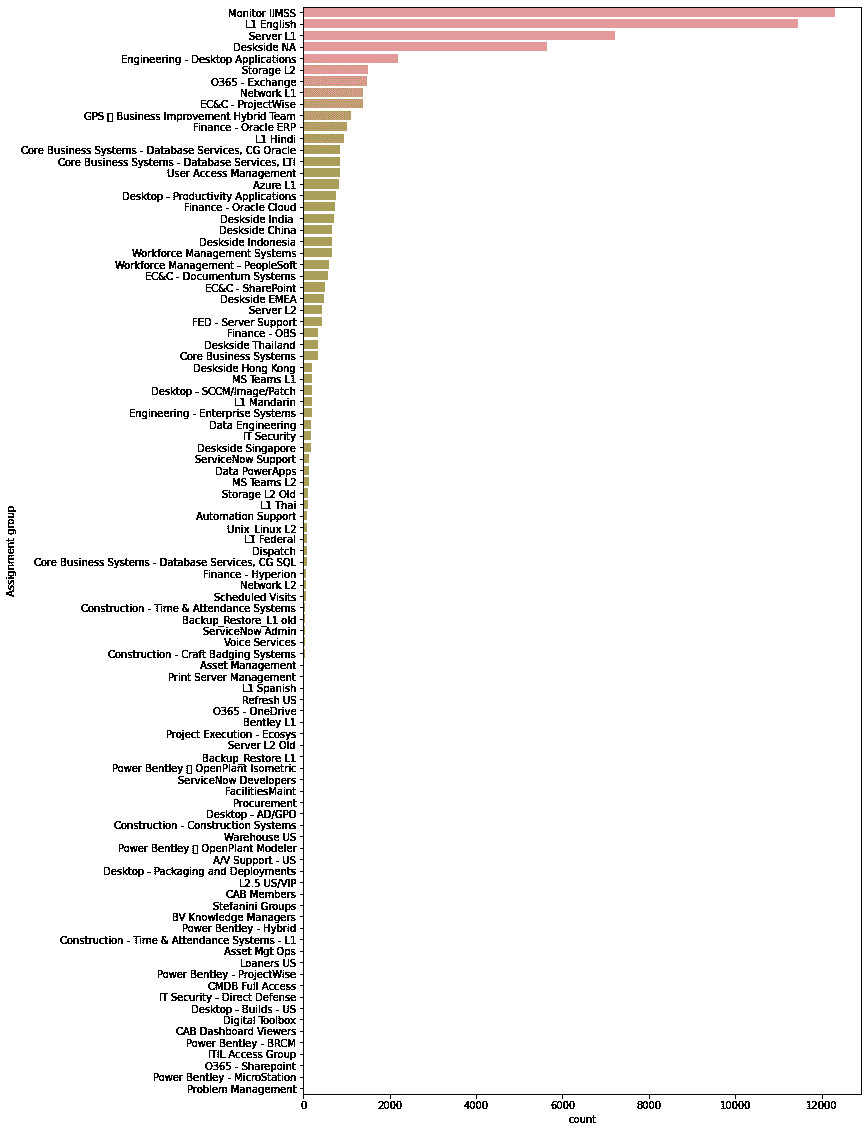 Monitor IJMSS
L1 English
Server L1
Deskside NA
Engineering - Desktop Applications
Storage L2
O365 - Exchange
Network L1
EC&C - ProjectWise
GPS ▯ Business Improvement Hybrid Team
Finance - Oracle ERP
L1 Hindi
Core Business Systems - Database Services, CG Oracle
Core Business Systems - Database Services, LTI
User Access Management
Azure L1
Desktop - Productivity Applications
Finance - Oracle Cloud
Deskside India
Deskside China
Deskside Indonesia
Workforce Management Systems
Workforce Management - PeopleSoft
EC&C - Documentum Systems
EC&C - SharePoint
Deskside EMEA
Server L2
FED - Server Support
Finance - OBS
Deskside Thailand
Core Business Systems
Deskside Hong Kong
MS Teams L1
Desktop - SCCM/Image/Patch
L1 Mandarin
Engineering - Enterprise Systems
Data Engineering
IT Security
Deskside Singapore
ServiceNow Support
Data PowerApps
MS Teams L2
Storage L2 Old
L1 Thai
Automation Support
Unix_Linux L2
L1 Federal
Dispatch
Core Business Systems - Database Services, CG SQL
Finance - Hyperion
Network L2
Scheduled Visits
Construction - Time & Attendance Systems
Backup_Restore_L1 old
ServiceNow Admin
Voice Services
Construction - Craft Badging Systems
Asset Management
Print Server Management
L1 Spanish
Refresh US
O365 - OneDrive
Bentley L1
Project Execution - Ecosys
Server L2 Old
Backup_Restore L1
Power Bentley ▯ OpenPlant Isometric
ServiceNow Developers
FacilitiesMaint
Procurement
Desktop - AD/GPO
Construction - Construction Systems
Warehouse US
Power Bentley ▯ OpenPlant Modeler
A/V Support - US
Desktop - Packaging and Deployments
L2.5 US/VIP
CAB Members
Stefanini Groups
BV Knowledge Managers
Power Bentley - Hybrid
Construction - Time & Attendance Systems - L1
Asset Mgt Ops
Loaners US
Power Bentley - ProjectWise
CMDB Full Access
IT Security - Direct Defense
Desktop - Builds - US
Digital Toolbox
CAB Dashboard Viewers
Power Bentley - BRCM
ITIL Access Group
O365 - Sharepoint
Power Bentley - MicroStation
Problem Management
Assignment group
0 2000 4000 6000 8000 10000 12000
count